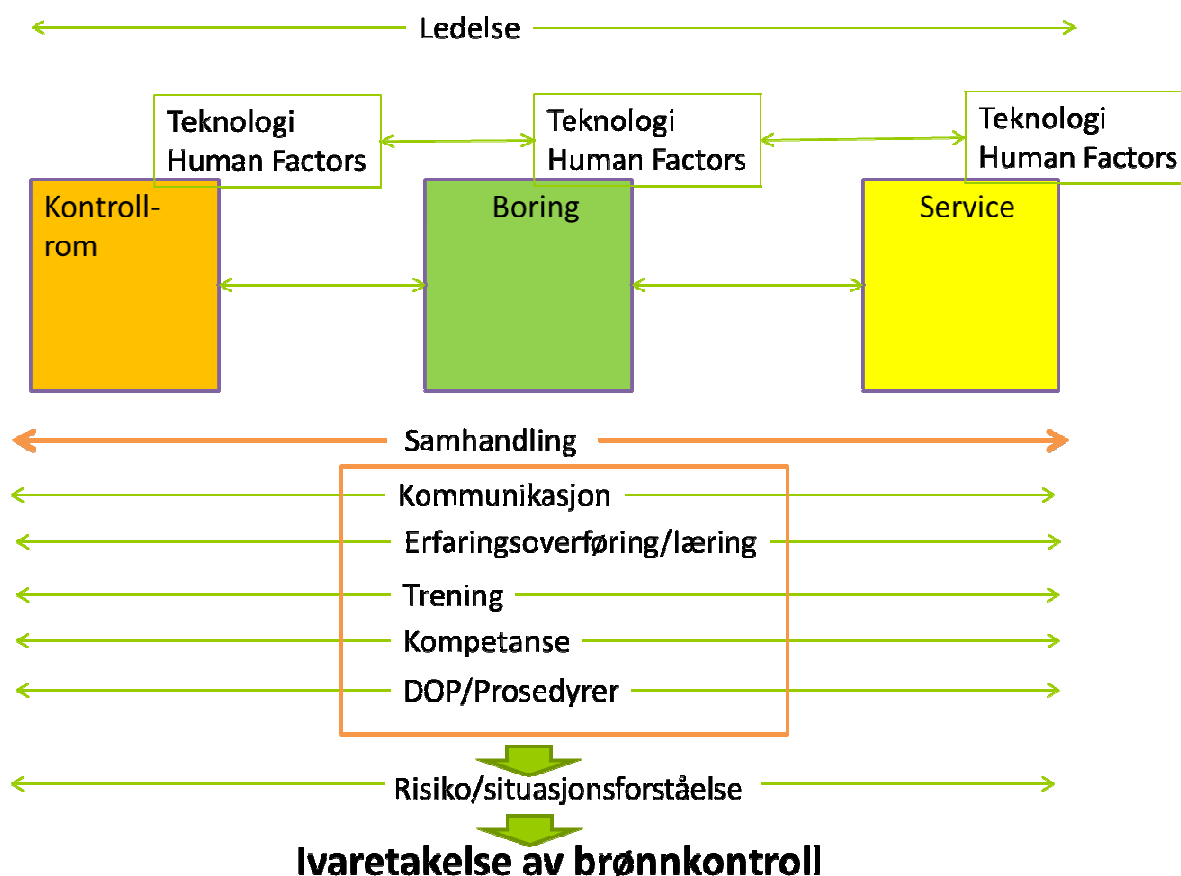 Ledelse
Teknologi
Human Factors
Teknologi
Human Factors
Teknologi
Human Factors
Kontroll-
rom
Boring
Service
Samhandling
Kommunikasjon
Erfaringsoverføring/læring
Trening
Kompetanse
DOP/Prosedyrer
Risiko/situasjonsforståelse
Ivaretakelse av brønnkontroll